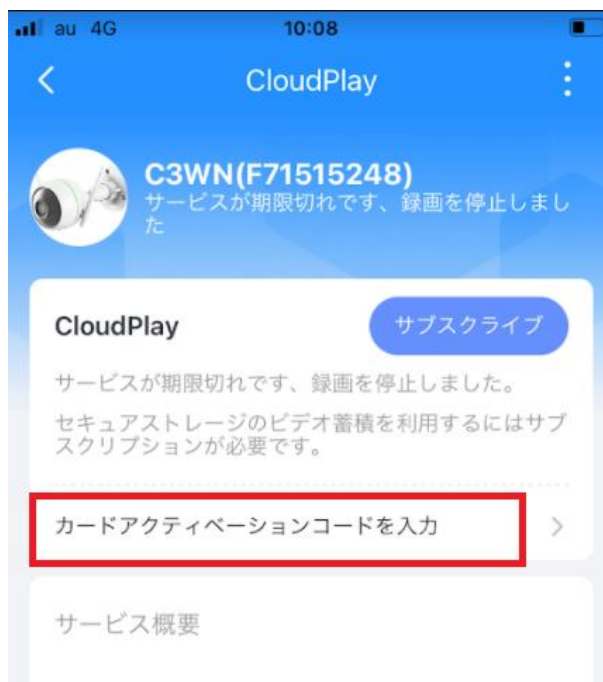 au 4G 10:08
CloudPlay
C3WN(F71515248)
サービスが期限切れです、録画を停止しまし
た
CloudPlay サブスクライブ
サービスが期限切れです、録画を停止しました。
セキュアストレージのビデオ蓄積を利用するにはサブ
スクリプションが必要です。
カードアクティベーションコードを入力
サービス概要